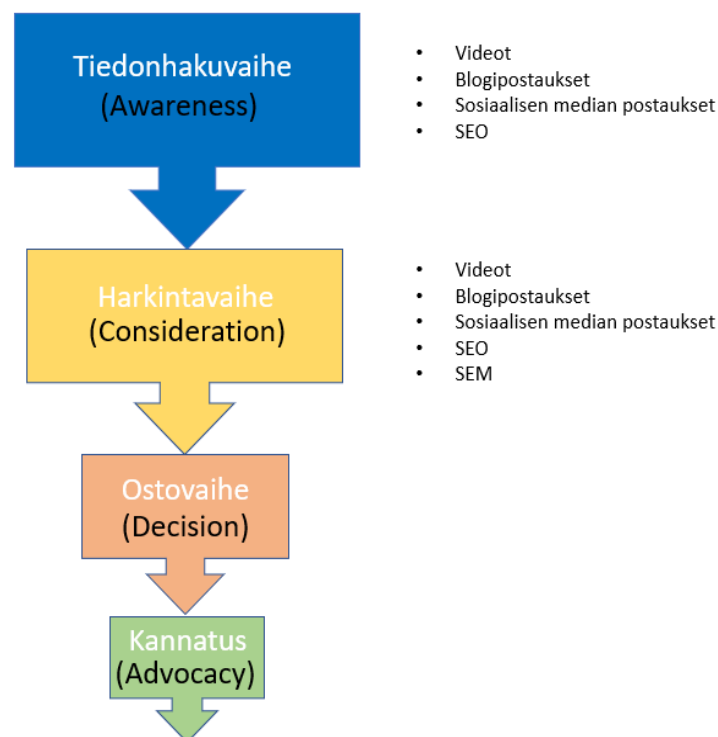 Tiedonhakuvaihe
(Awareness)
• Videot
• Blogipostaukset
• Sosiaalisen median postaukset
• SEO
Harkintavaihe
(Consideration)
• Videot
• Blogipostaukset
• Sosiaalisen median postaukset
• SEO
• SEM
Ostovaihe
(Decision)
Kannatus
(Advocacy)